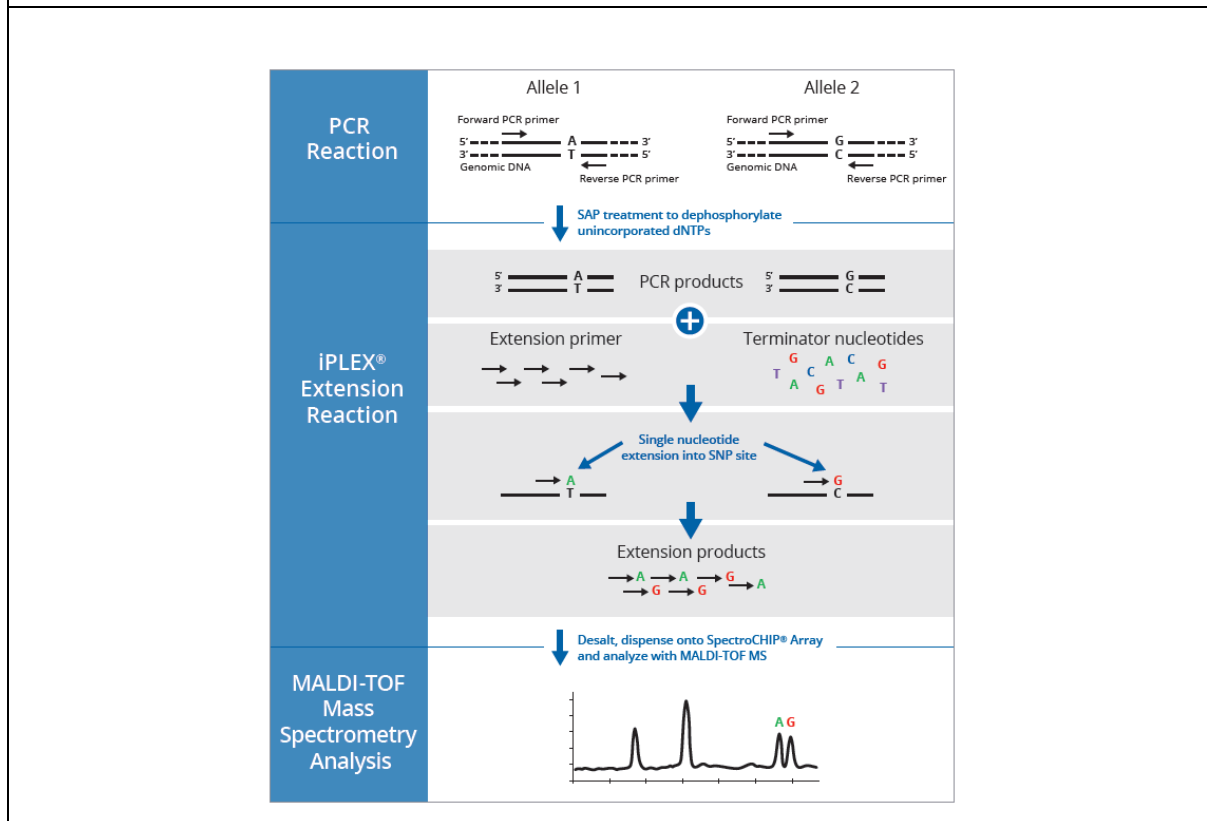 PCR
Reaction
Allele 1
Allele 2
Forward PCR primer
5' A 3'
3' T 5'
Genomic DNA
Reverse PCR primer
Forward PCR primer
5' G 3'
3' C 5'
Genomic DNA
Reverse PCR primer
SAP treatment to dephosphorylate
unincorporated dNTPs
iPLEX®
Extension
Reaction
5' A
3' T
PCR products
5' G
3' C
+
Extension primer
Terminator nucleotides
G A C G
T C A
A G T T
Single nucleotide
extension into SNP site
A
T
G
C
Extension products
A A G A
G G
Desalt, dispense onto SpectroCHIP® Array
and analyze with MALDI-TOF MS
MALDI-TOF
Mass
Spectrometry
Analysis
A G